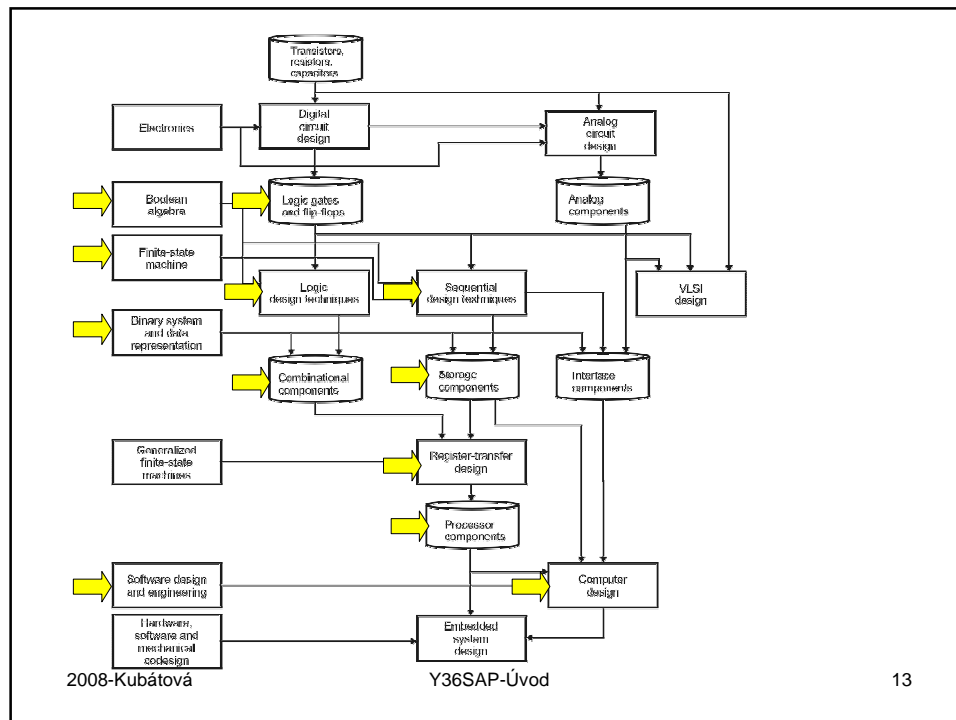 Transistors,
resistors,
capacitors
Electronics
Digital
circuit
design
Analog
circuit
design
Boolean
algebra
Logic gates
and flip-flops
Analog
components
Finite-state
machine
Logic
design techniques
Sequential
design techniques
VLSI
design
Binary system
and data
representation
Combinational
components
Storage
components
Interface
components
Generalized
finite-state
machines
Register-transfer
design
Processor
components
Software design
and engineering
Computer
design
Hardware,
software and
mechanical
codesign
Embedded
system
design
2008-Kubátová
Y36SAP-Úvod
13